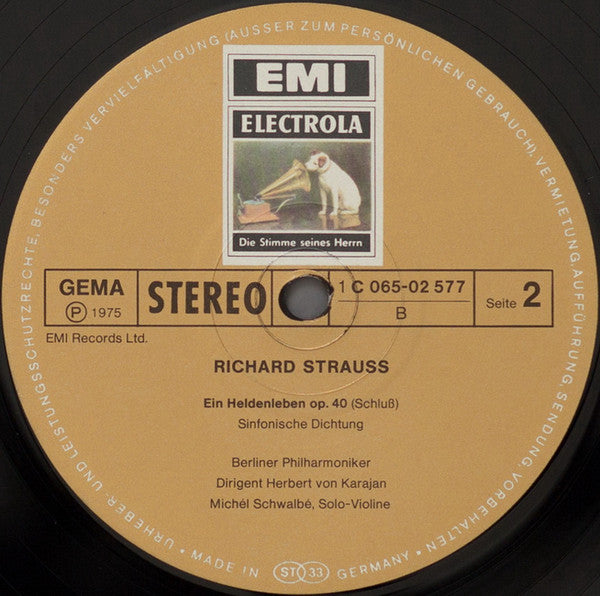 URHEBER- UND LEISTUNGSSCHUTZRECHTE, BESONDERS VERVIELFÄLTIGUNG (AUSSER ZUM PERSÖNLICHEN GEBRAUCH), VERMIETUNG, AUFFÜHRUNG, SENDUNG, VORBEHALTEN •
EMI
ELECTROLA
Die Stimme seines Herrn
GEMA
Ⓟ 1975
STEREO
1 C 065-02 577
B
Seite 2
EMI Records Ltd.
RICHARD STRAUSS
Ein Heldenleben op. 40 (Schluß)
Sinfonische Dichtung
Berliner Philharmoniker
Dirigent Herbert von Karajan
Michél Schwalbé, Solo-Violine
• MADE IN GERMANY •
ST 33